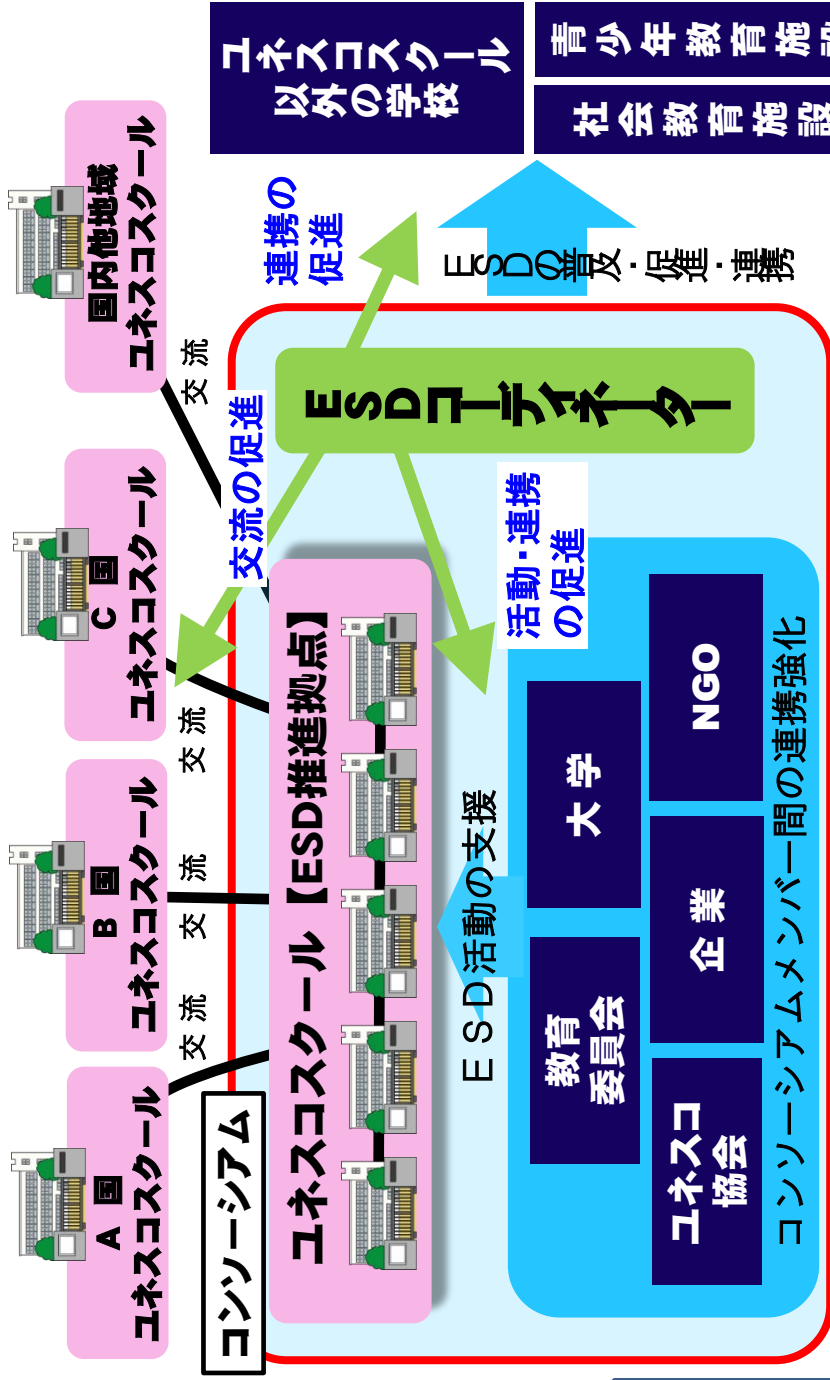 A 国
ユネスコスクール
B 国
ユネスコスクール
C 国
ユネスコスクール
国内他地域
ユネスコスクール
交流
交流
交流
交流
コンソーシアム
交流の促進
連携の
促進
ユネスコスクール【ESD推進拠点】
ESDコーディネーター
ユネスコスクール
以外の学校
ESDの普及・促進・連携
青少年教育施設
社会教育施設
ESD活動の支援
活動・連携
の促進
教育
委員会
大学
ユネスコ
協会
企業
NGO
コンソーシアムメンバー間の連携強化